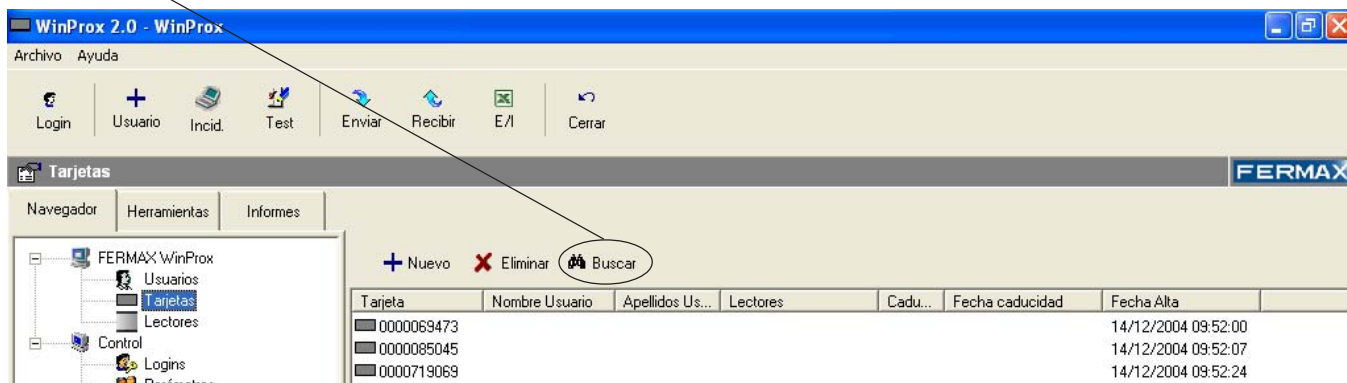 WinProx 2.0 - WinProx
Archivo Ayuda
Login Usuario Incid. Test Enviar Recibir E/I Cerrar
Tarjetas FERMAX
Navegador Herramientas Informes
FERMAX WinProx
Usuarios
Tarjetas
Lectores
Control
Logins
+ Nuevo Eliminar Buscar
Tarjeta Nombre Usuario Apellidos Us... Lectores Cadu... Fecha caducidad Fecha Alta
0000069473 14/12/2004 09:52:00
0000085045 14/12/2004 09:52:07
0000719069 14/12/2004 09:52:24